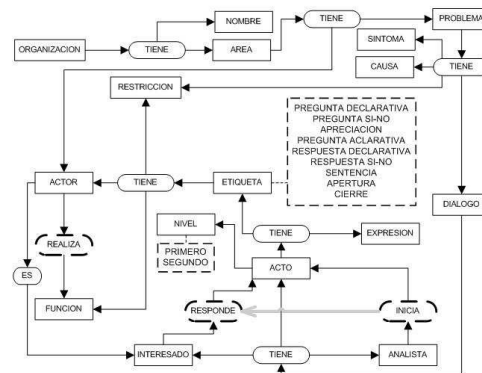 NOMBRE
TIENE
PROBLEMA
ORGANIZACION
TIENE
AREA
SINTOMA
CAUSA
TIENE
RESTRICCION
PREGUNTA DECLARATIVA
PREGUNTA SI-NO
APRECIACION
PREGUNTA ACLARATIVA
RESPUESTA DECLARATIVA
RESPUESTA SI-NO
SENTENCIA
APERTURA
CIERRE
ACTOR
TIENE
ETIQUETA
DIALOGO
NIVEL
TIENE
EXPRESION
REALIZA
PRIMERO
SEGUNDO
ACTO
ES
FUNCION
RESPONDE
INICIA
INTERESADO
TIENE
ANALISTA